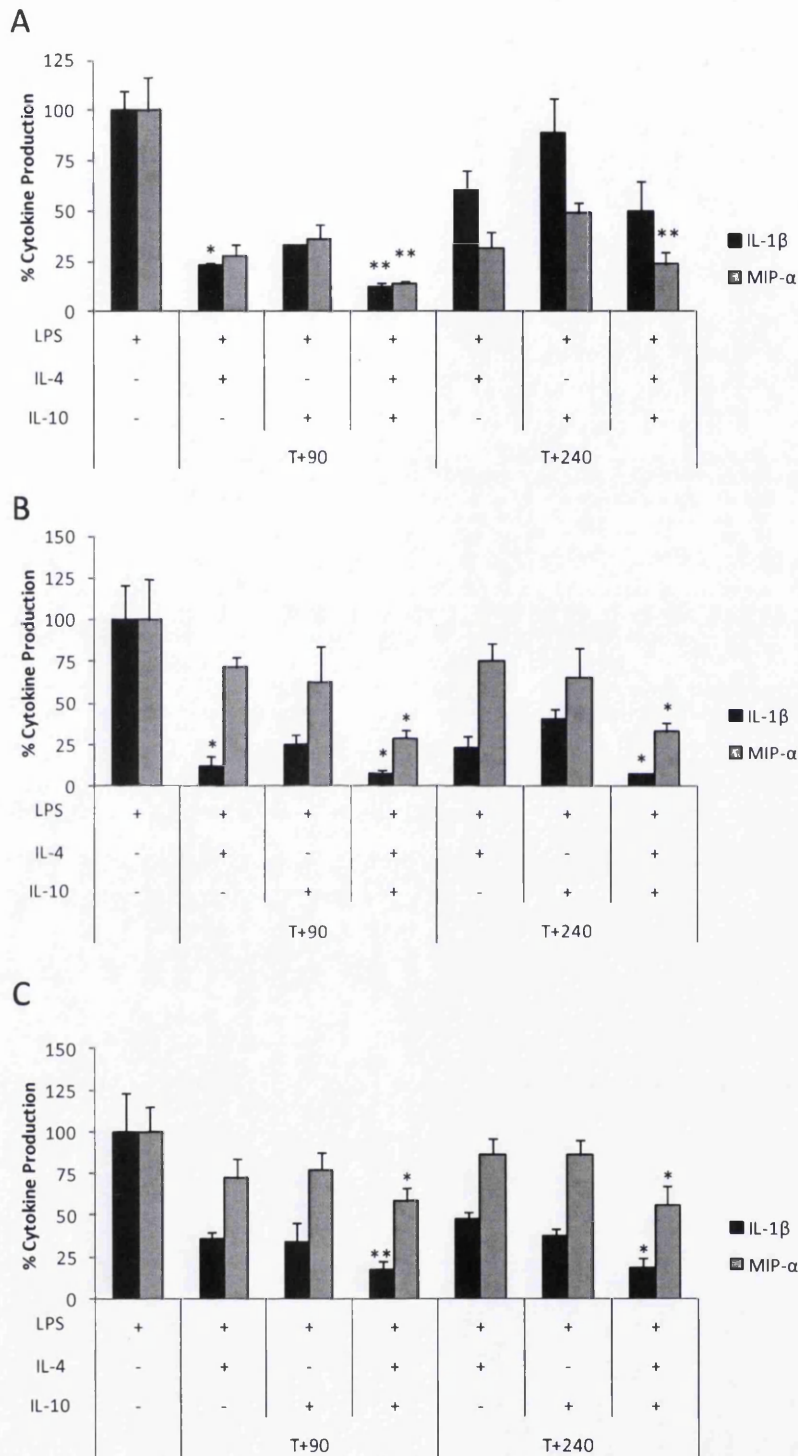 A
% Cytokine Production
125
100
75
50
25
0
* ** ** **
IL-1β
MIP-α
LPS + + + + + + +
IL-4 - + - + + - +
IL-10 - - + + - + +
T+90 T+240
B
% Cytokine Production
150
125
100
75
50
25
0
* * * * *
IL-1β
MIP-α
LPS + + + + + + +
IL-4 - + - + + - +
IL-10 - - + + - + +
T+90 T+240
C
% Cytokine Production
150
125
100
75
50
25
0
** * * *
IL-1β
MIP-α
LPS + + + + + + +
IL-4 - + - + + - +
IL-10 - - + + - + +
T+90 T+240